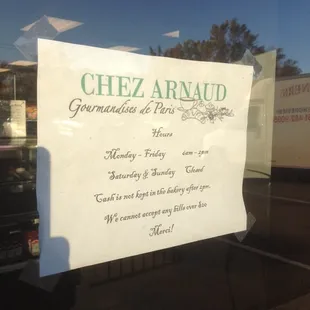 CHEZ ARNAUD
Gourmandises de Paris
Hours
Monday - Friday 6am - 2pm
Saturday & Sunday Closed
Cash is not kept in the bakery after 2pm.
We cannot accept any bills over
Merci!